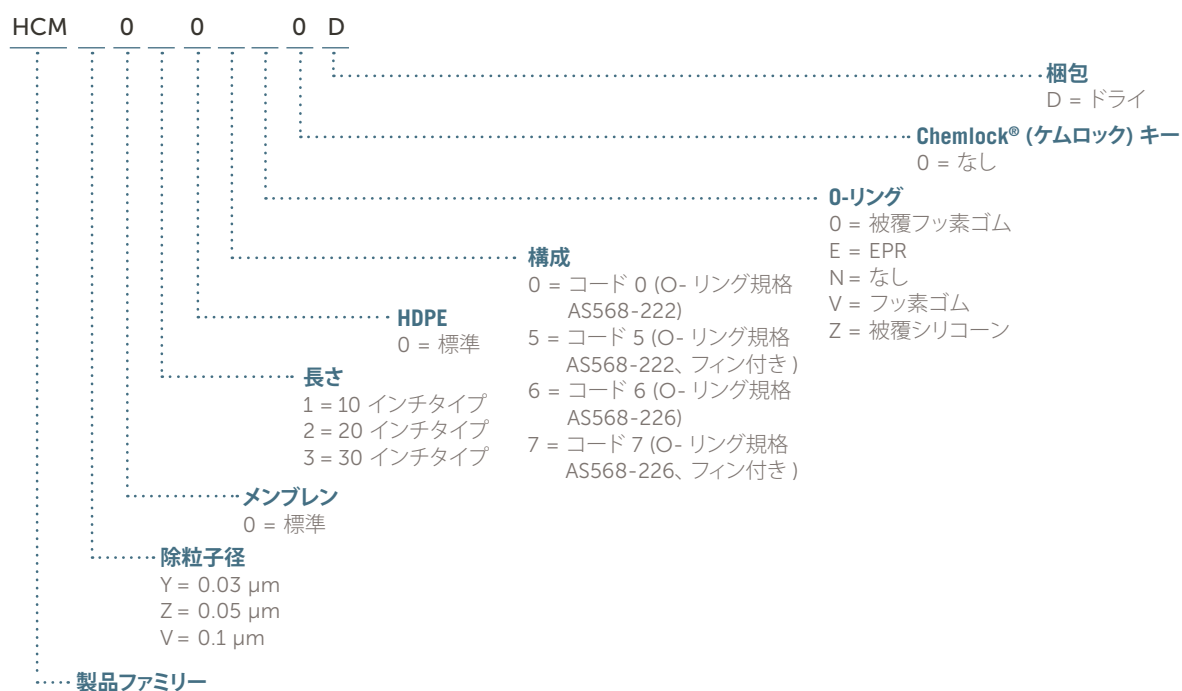 HCM 0 0 0 D
梱包
D = ドライ
Chemlock® (ケムロック) キー
0 = なし
O-リング
0 = 被覆フッ素ゴム
E = EPR
N = なし
V = フッ素ゴム
Z = 被覆シリコーン
構成
0 = コード 0 (O- リング規格
AS568-222)
5 = コード 5 (O- リング規格
AS568-222、フィン付き )
6 = コード 6 (O- リング規格
AS568-226)
7 = コード 7 (O- リング規格
AS568-226、フィン付き )
HDPE
0 = 標準
長さ
1 = 10 インチタイプ
2 = 20 インチタイプ
3 = 30 インチタイプ
メンブレン
0 = 標準
除粒子径
Y = 0.03 µm
Z = 0.05 µm
V = 0.1 µm
製品ファミリー